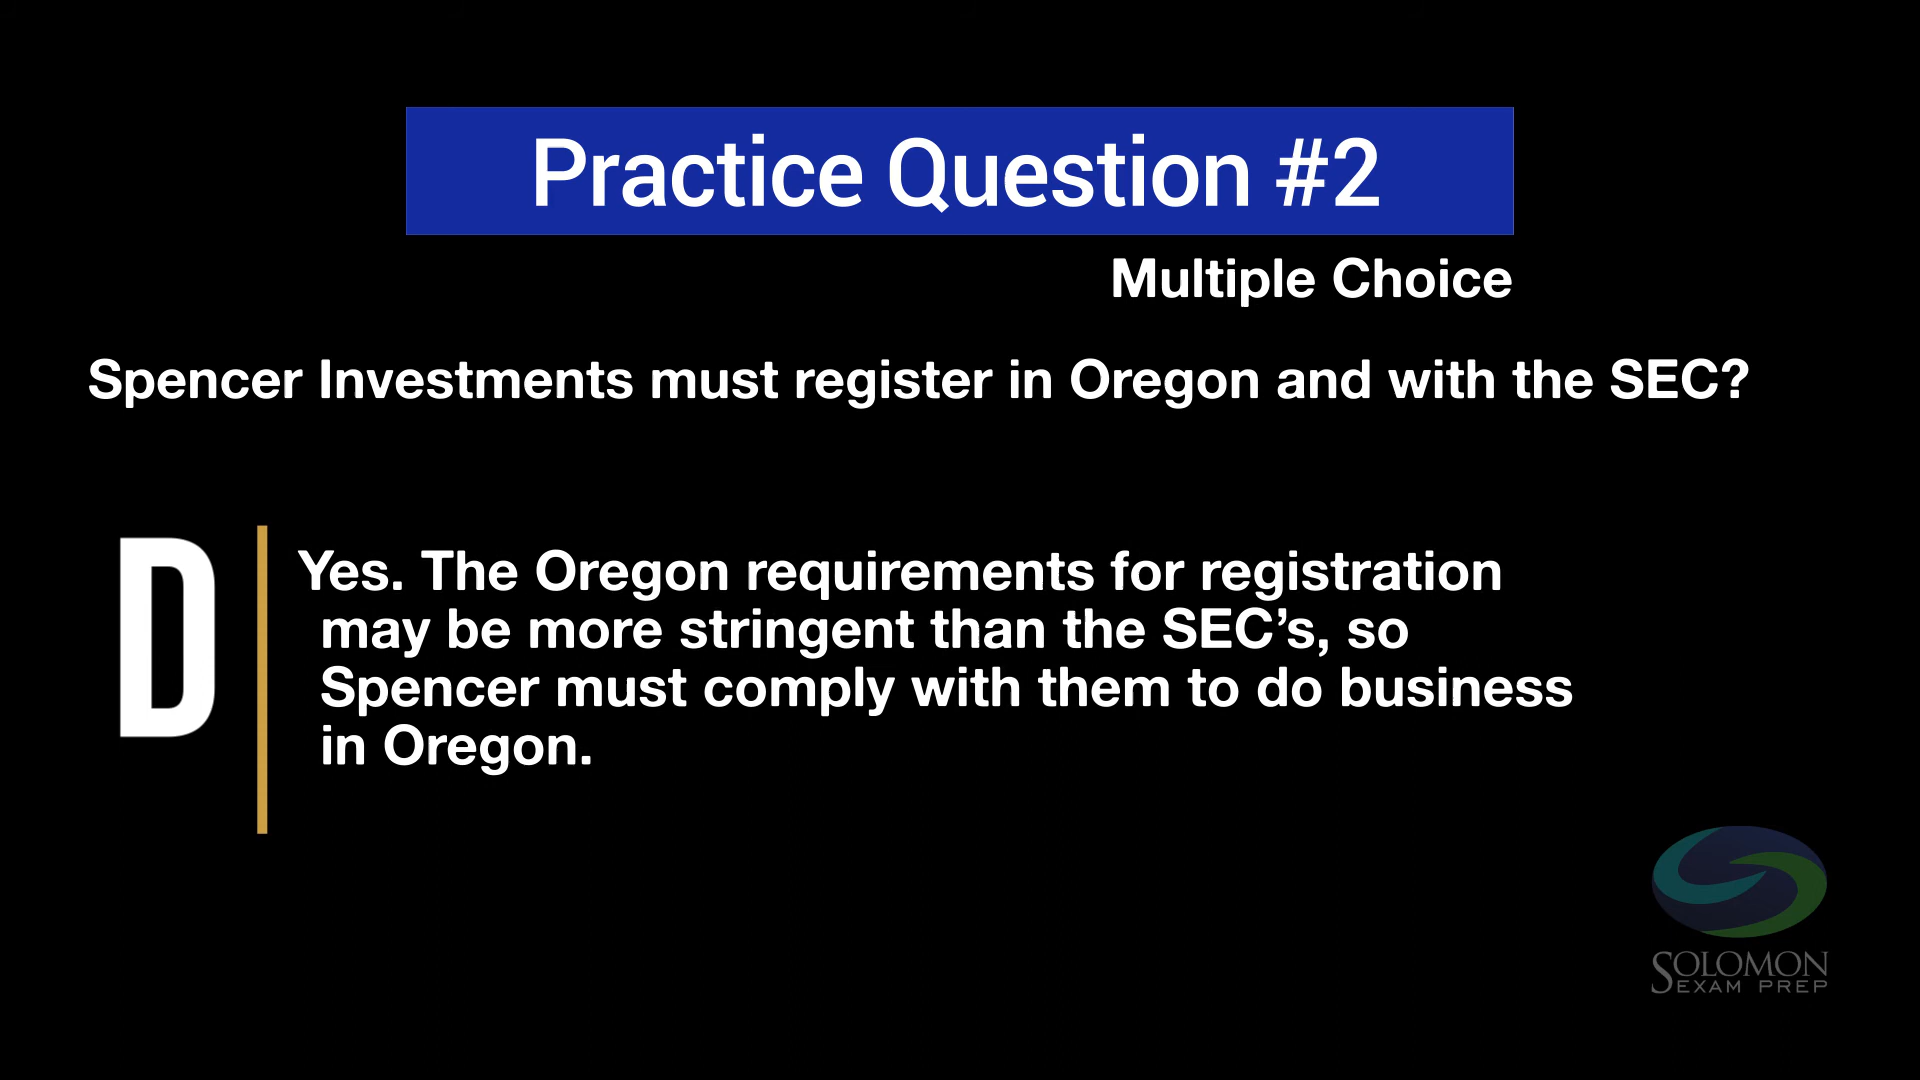 Practice Question #2
Multiple Choice
Spencer Investments must register in Oregon and with the SEC?
D
Yes. The Oregon requirements for registration
may be more stringent than the SEC’s, so
Spencer must comply with them to do business
in Oregon.
SOLOMON
EXAM PREP